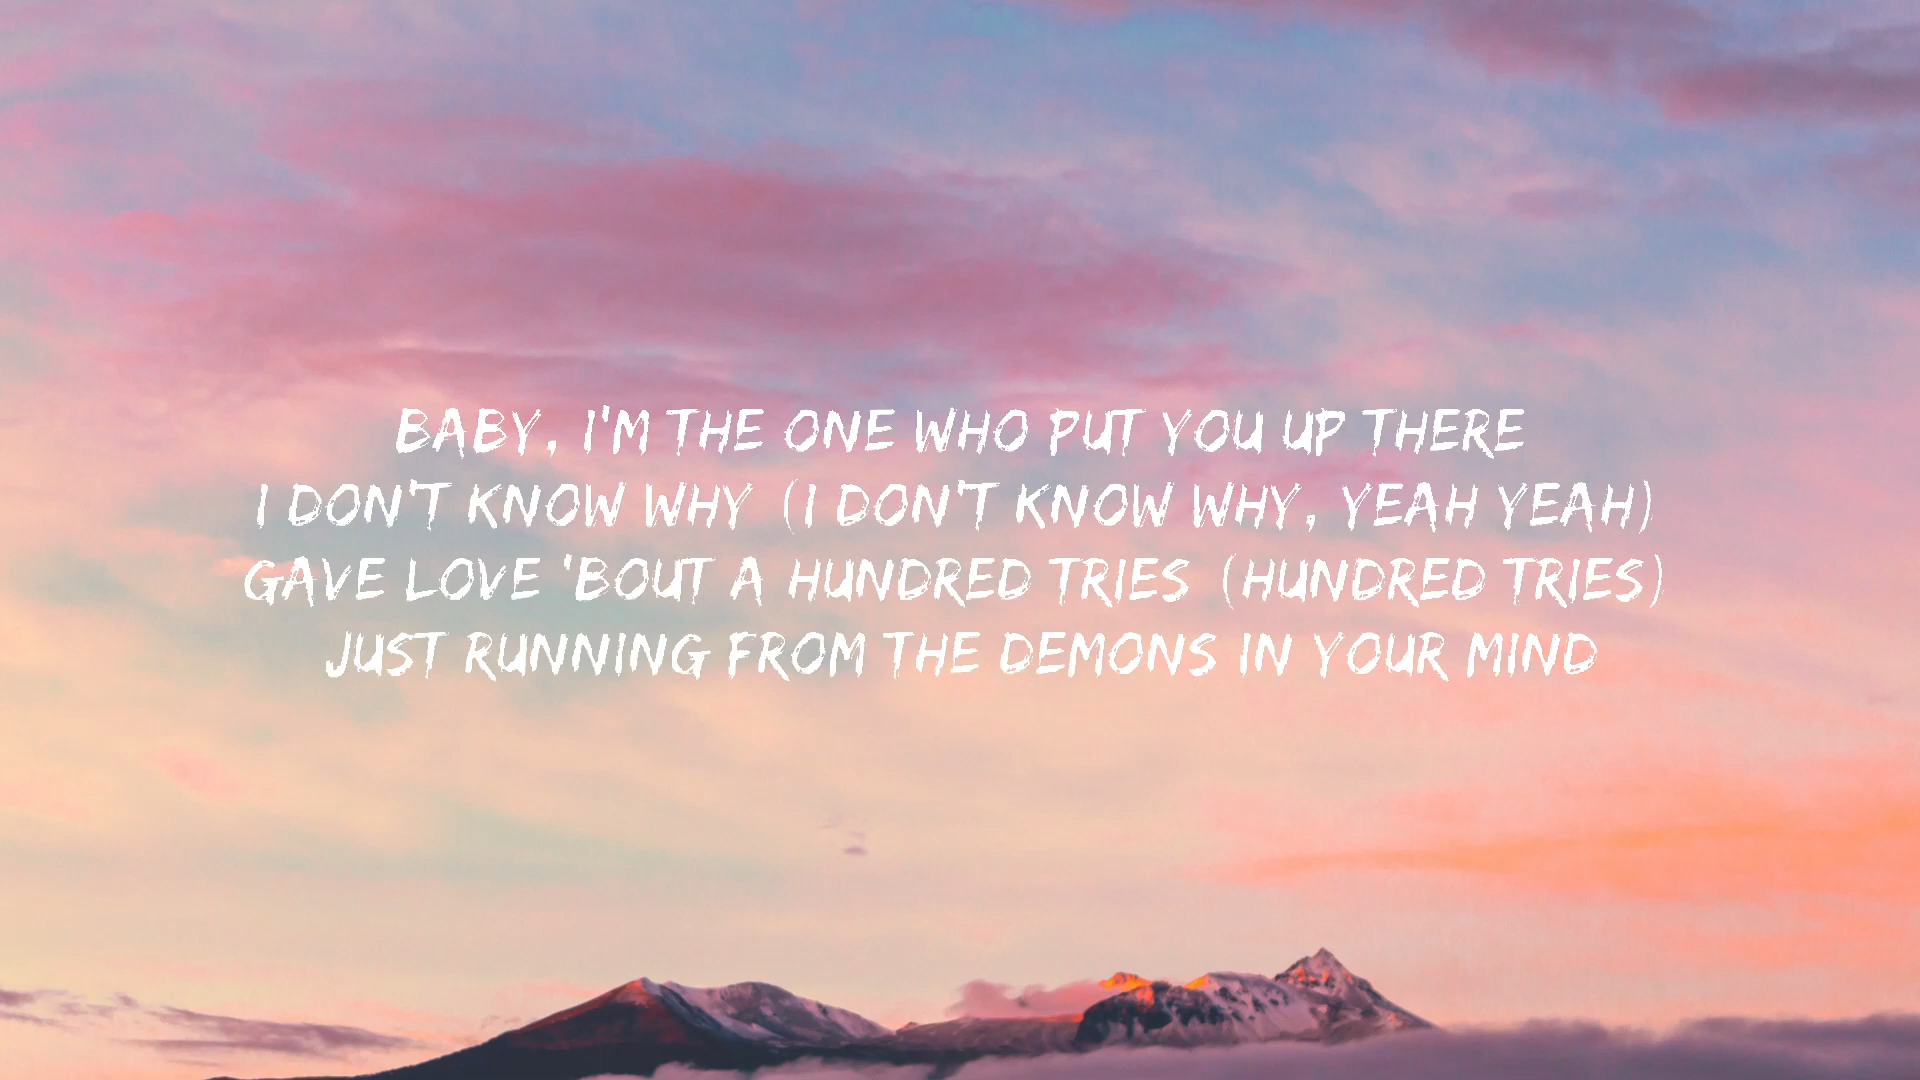 BABY, I'M THE ONE WHO PUT YOU UP THERE
I DON'T KNOW WHY (I DON'T KNOW WHY, YEAH YEAH)
GAVE LOVE 'BOUT A HUNDRED TRIES (HUNDRED TRIES)
JUST RUNNING FROM THE DEMONS IN YOUR MIND